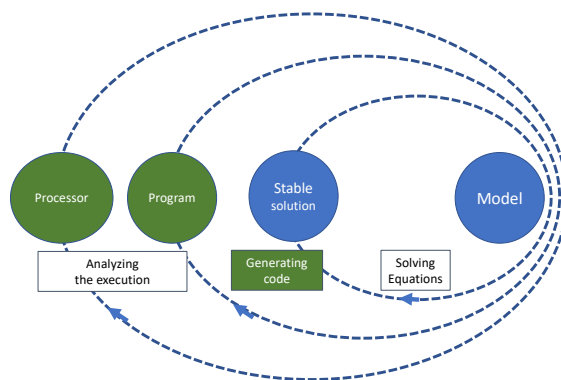 Processor
Program
Stable
solution
Model
Analyzing
the execution
Generating
code
Solving
Equations